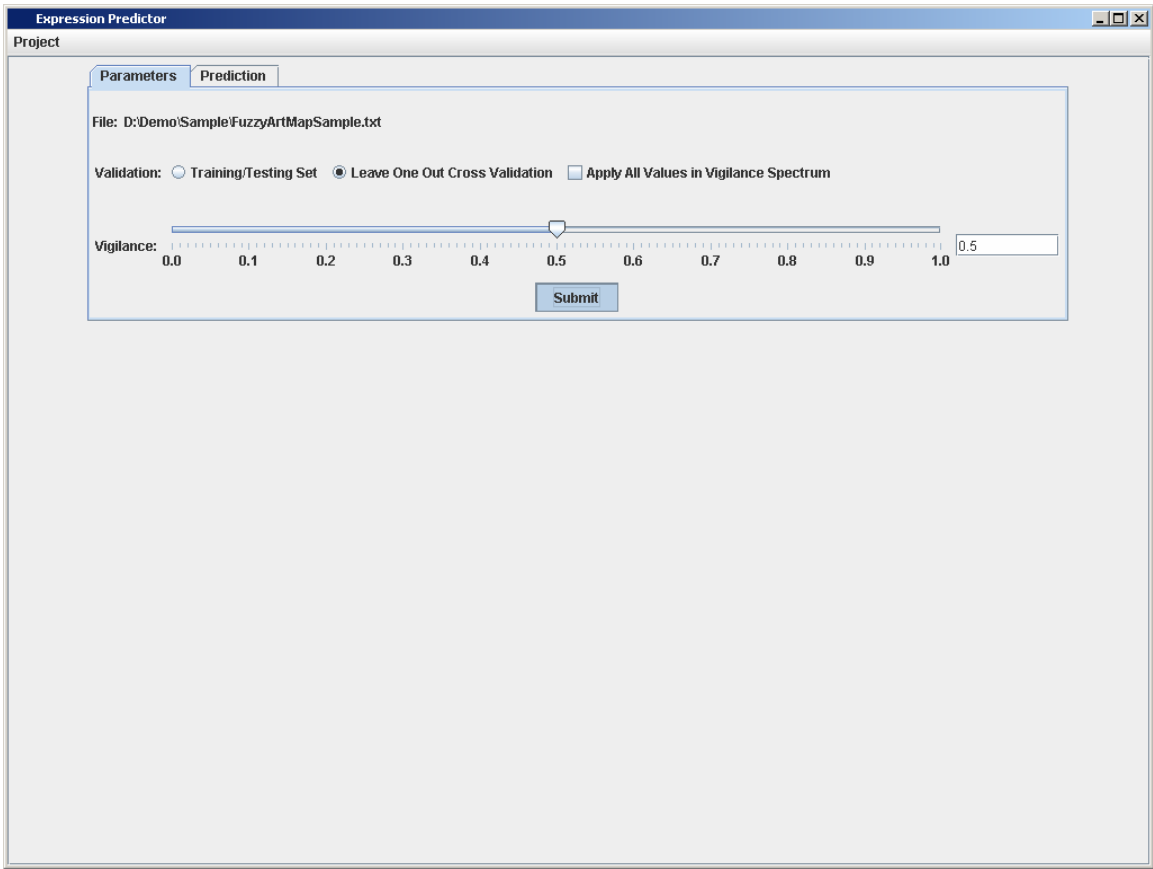 Expression Predictor
Project
Parameters Prediction
File: D:\Demo\Sample\FuzzyArtMapSample.txt
Validation: Training/Testing Set Leave One Out Cross Validation Apply All Values in Vigilance Spectrum
Vigilance: 0.5
0.0 0.1 0.2 0.3 0.4 0.5 0.6 0.7 0.8 0.9 1.0
Submit